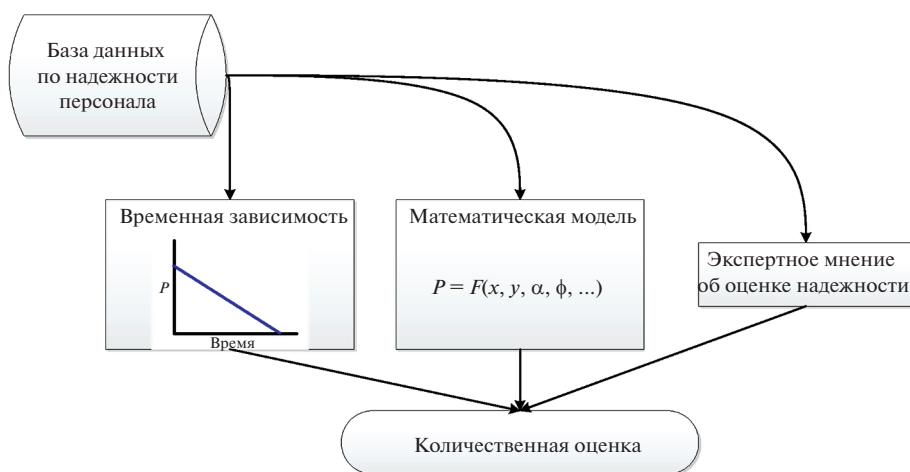 База данных
по надежности
персонала
Временная зависимость
P
Время
Математическая модель
P = F(x, y, α, ϕ, ...)
Экспертное мнение
об оценке надежности
Количественная оценка